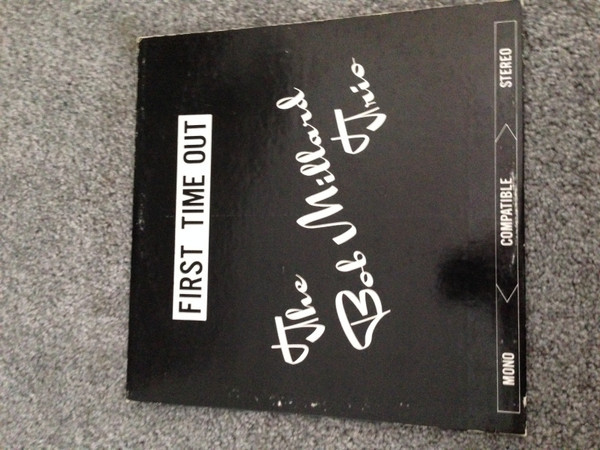 FIRST TIME OUT
The
Bob Millard
Trio
MONO COMPATIBLE STEREO